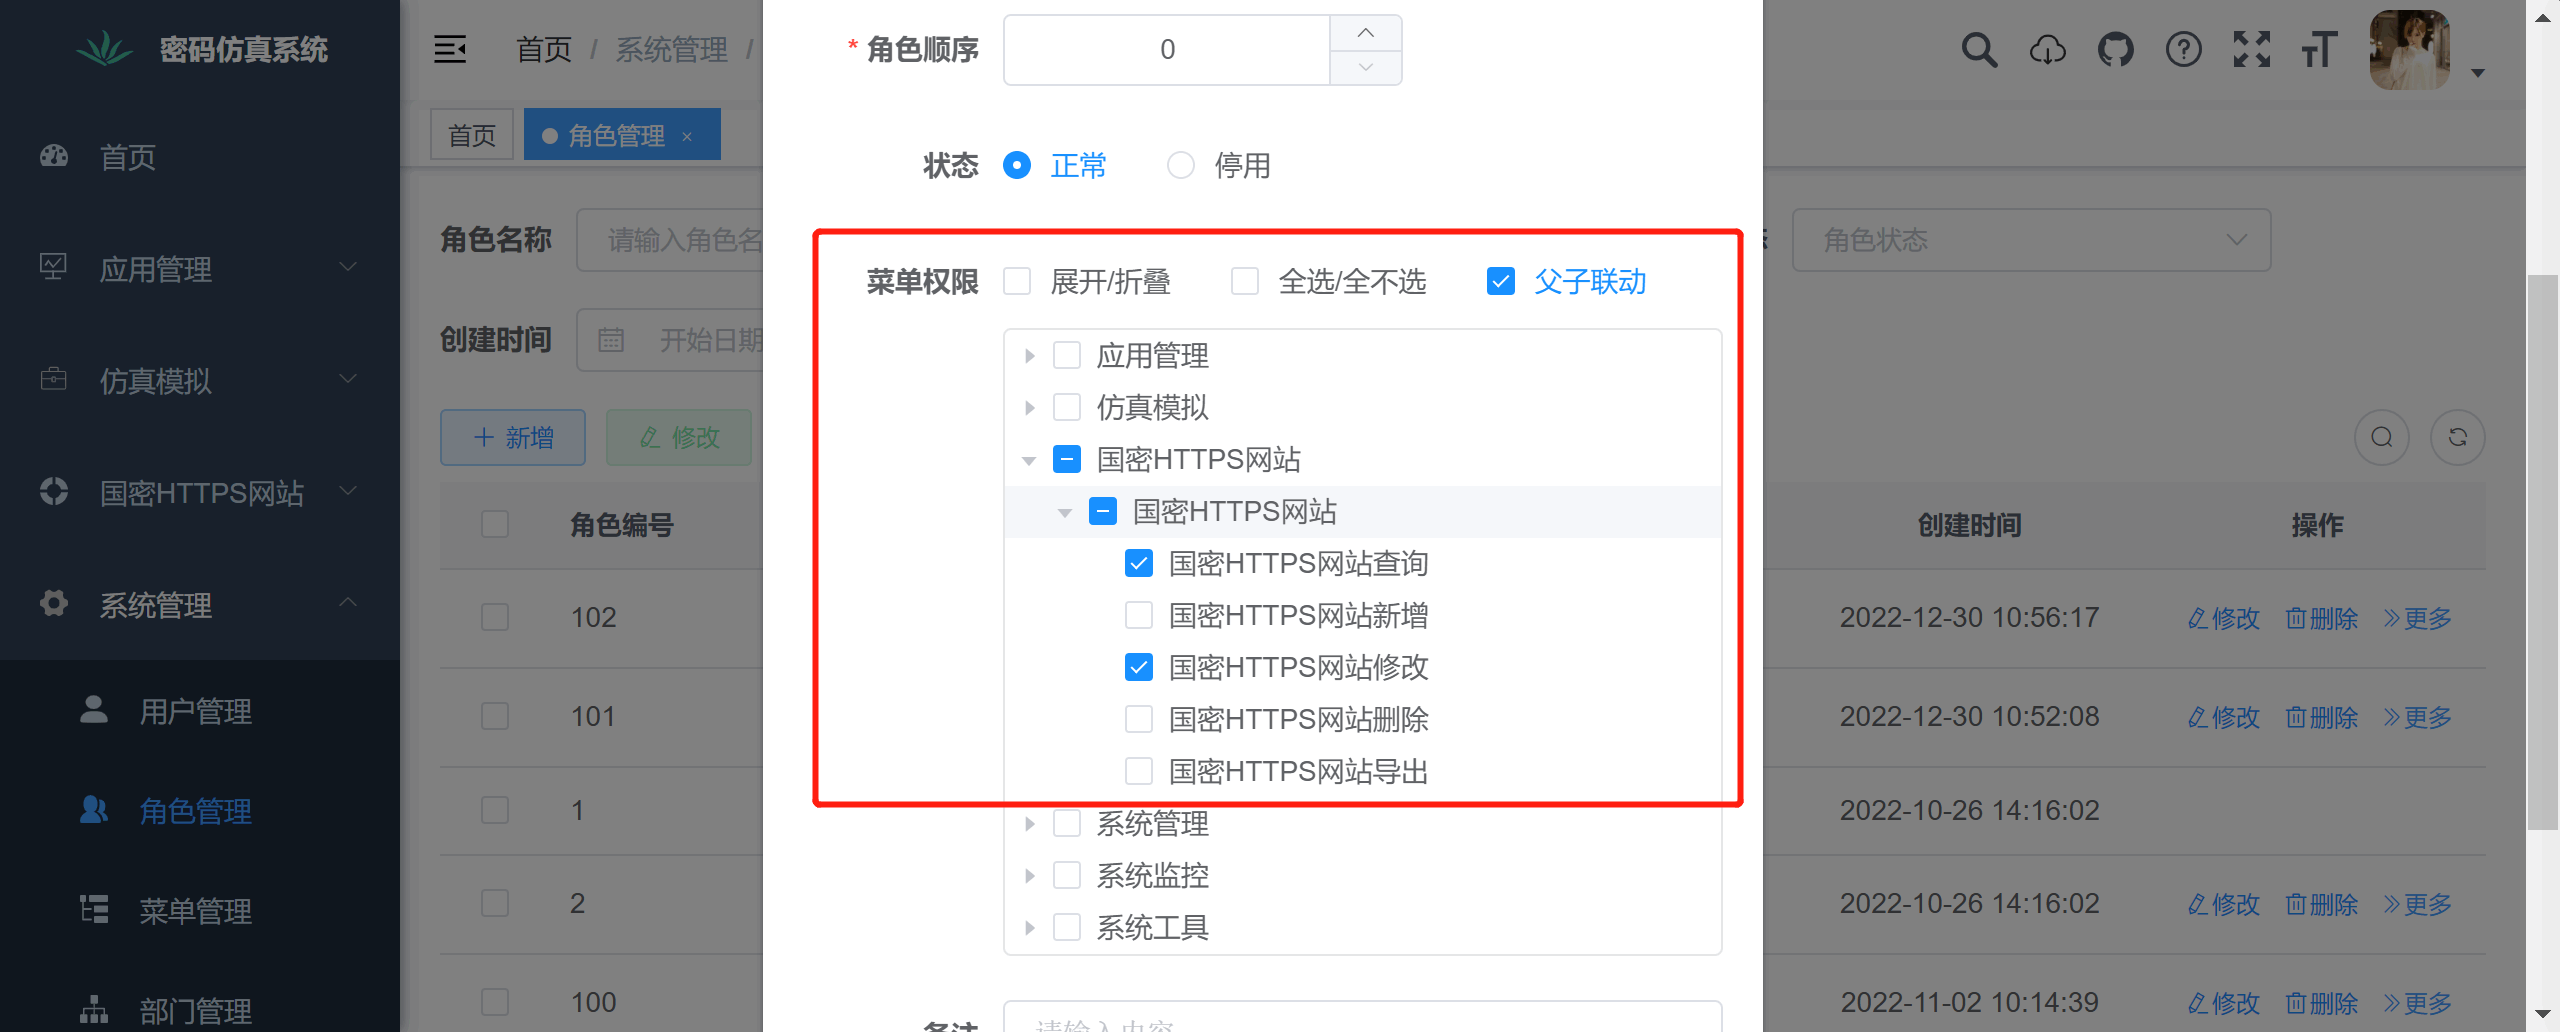 密码仿真系统
首页
应用管理
仿真模拟
国密HTTPS网站
系统管理
用户管理
角色管理
菜单管理
部门管理
首页 / 系统管理 /
首页
角色管理 ×
角色名称 请输入角色名
创建时间 开始日期
+ 新增
修改
角色编号
102
101
1
2
100
* 角色顺序 0
状态 正常 停用
菜单权限 展开/折叠 全选/全不选 父子联动
应用管理
仿真模拟
国密HTTPS网站
国密HTTPS网站
国密HTTPS网站查询
国密HTTPS网站新增
国密HTTPS网站修改
国密HTTPS网站删除
国密HTTPS网站导出
系统管理
系统监控
系统工具
备注 请输入内容
角色状态
创建时间 操作
2022-12-30 10:56:17 修改 删除 更多
2022-12-30 10:52:08 修改 删除 更多
2022-10-26 14:16:02
2022-10-26 14:16:02 修改 删除 更多
2022-11-02 10:14:39 修改 删除 更多